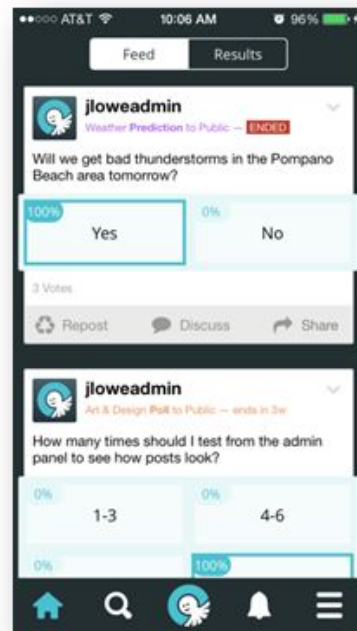 AT&T 10:06 AM 96%
Feed Results
jloweadmin
Weather Prediction to Public — ENDED
Will we get bad thunderstorms in the Pompano
Beach area tomorrow?
100% 0%
Yes No
3 Votes
Repost Discuss Share
jloweadmin
Art & Design Poll to Public — ends in 3w
How many times should I test from the admin
panel to see how posts look?
0% 0%
1-3 4-6
0% 100%